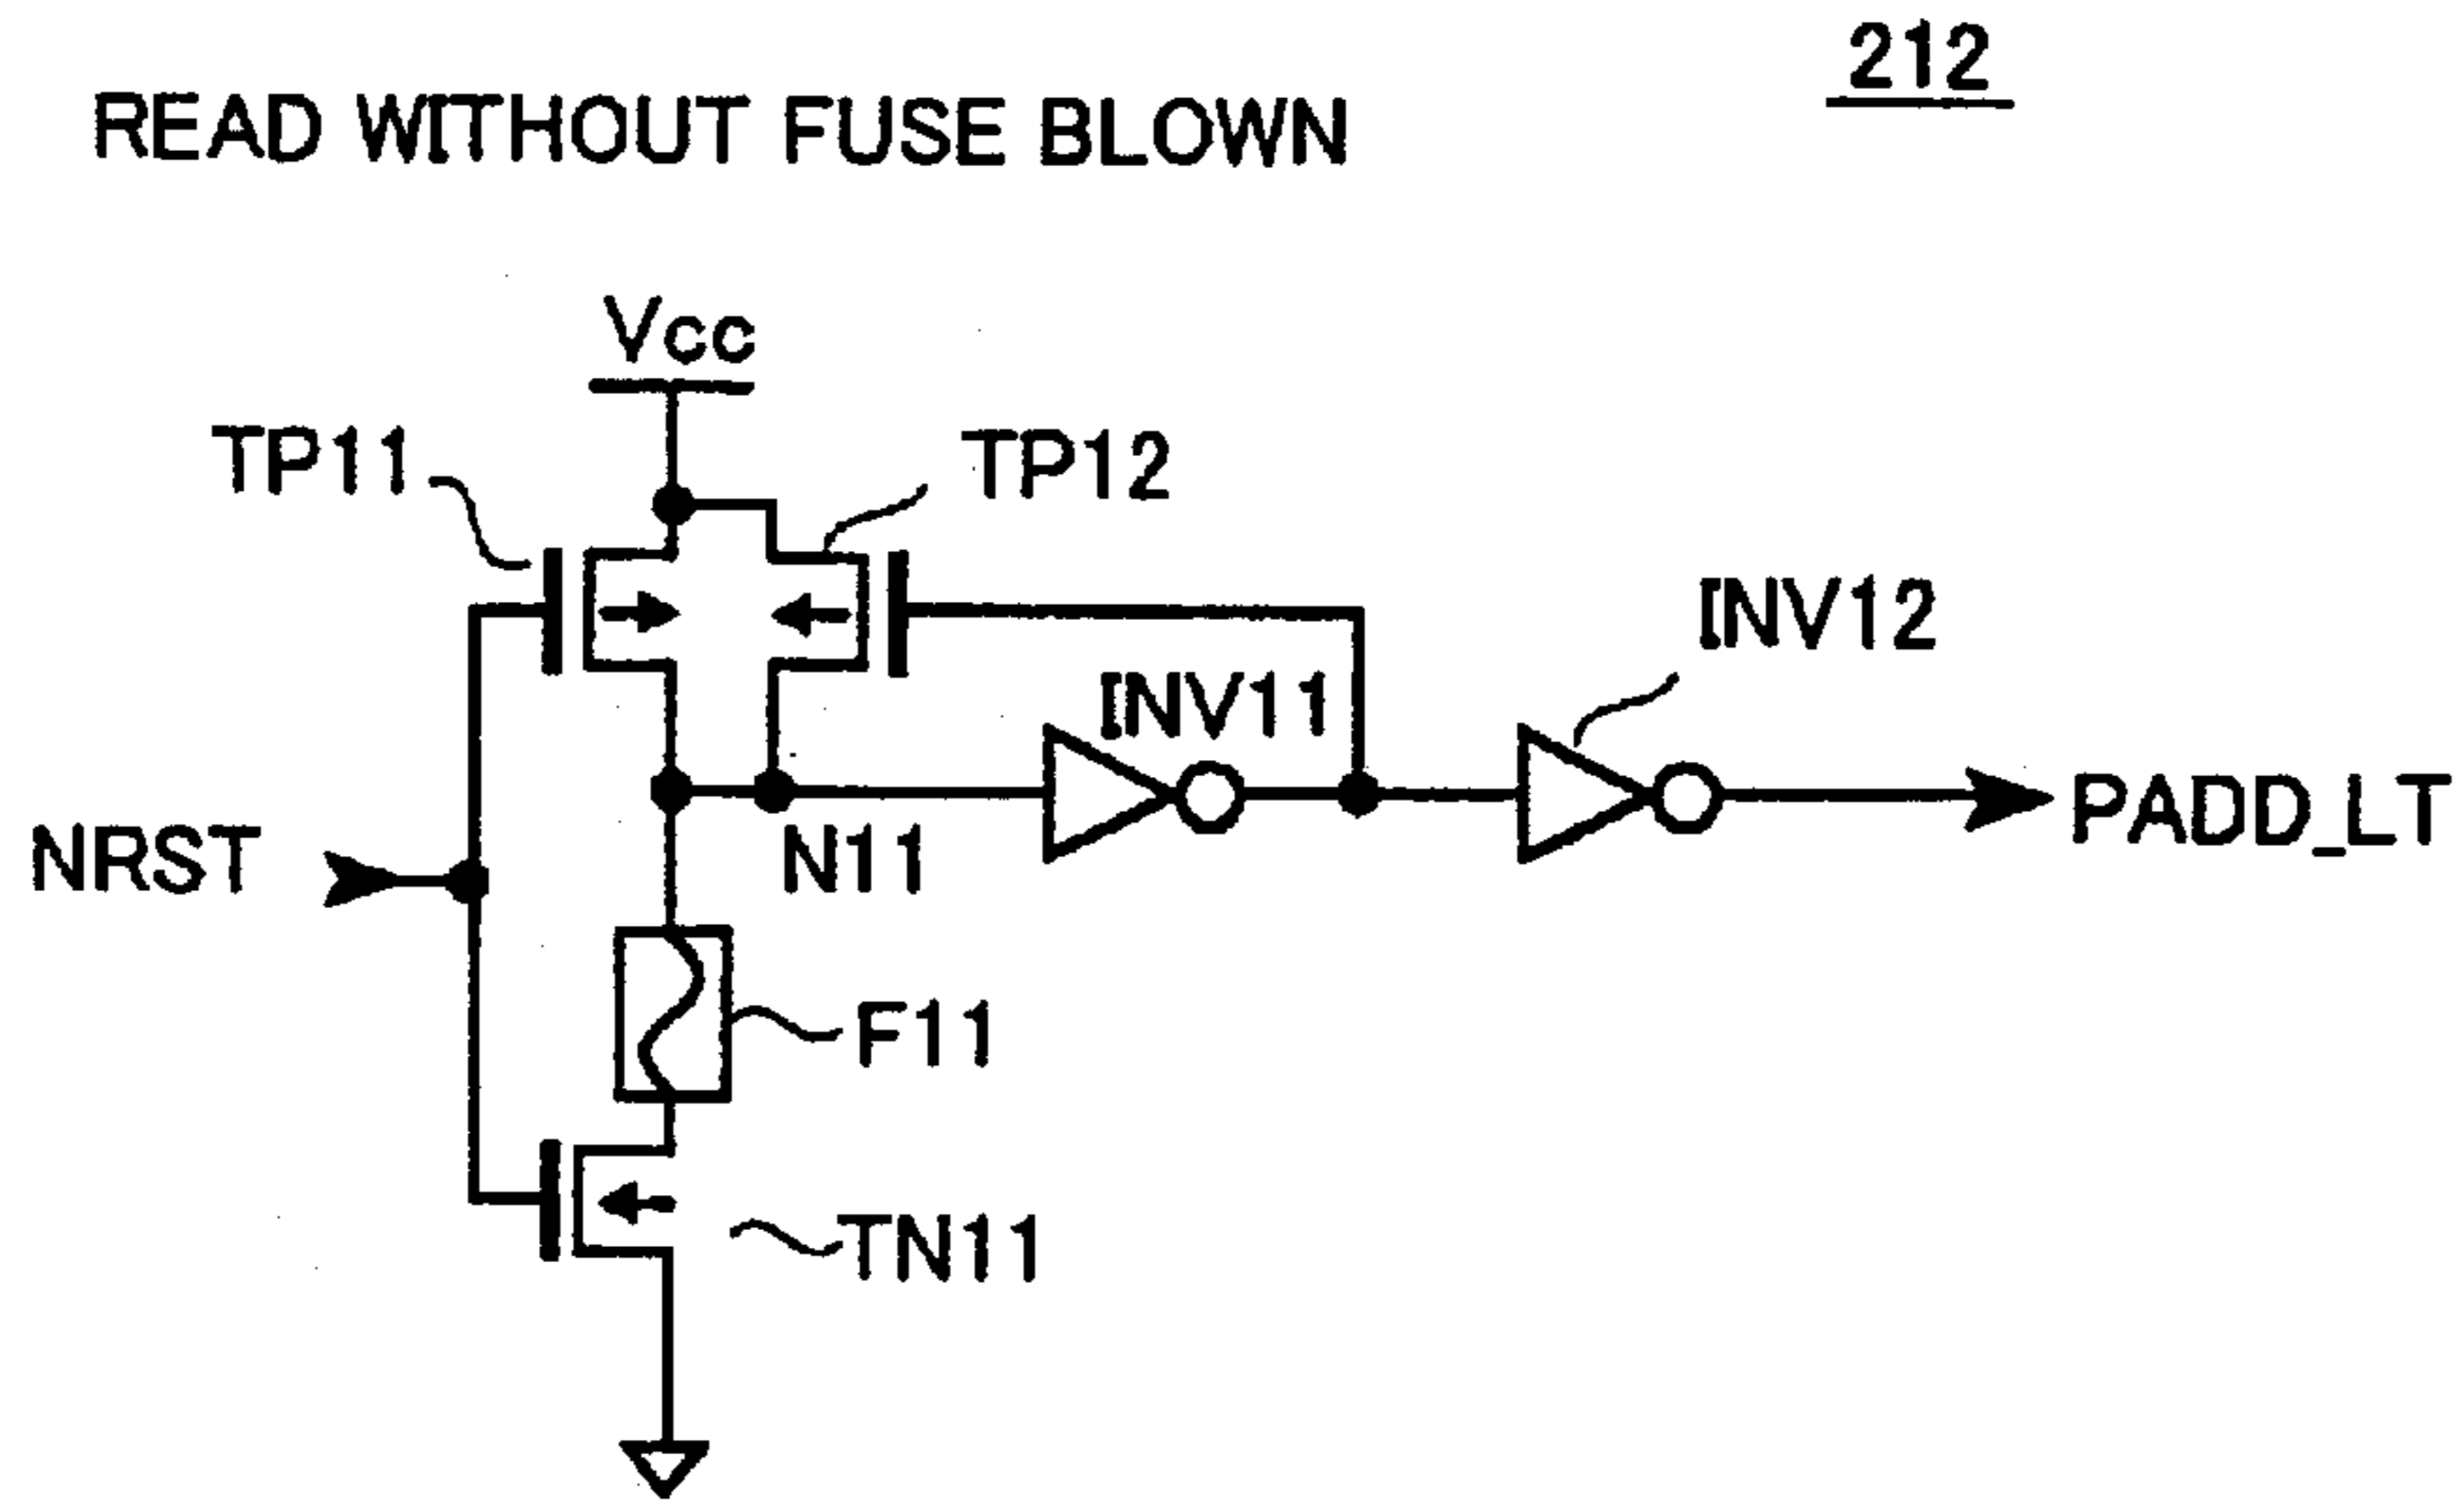 212
READ WITHOUT FUSE BLOWN
Vcc
TP11
TP12
INV12
INV11
PADD_LT
NRST
N11
F11
TN11